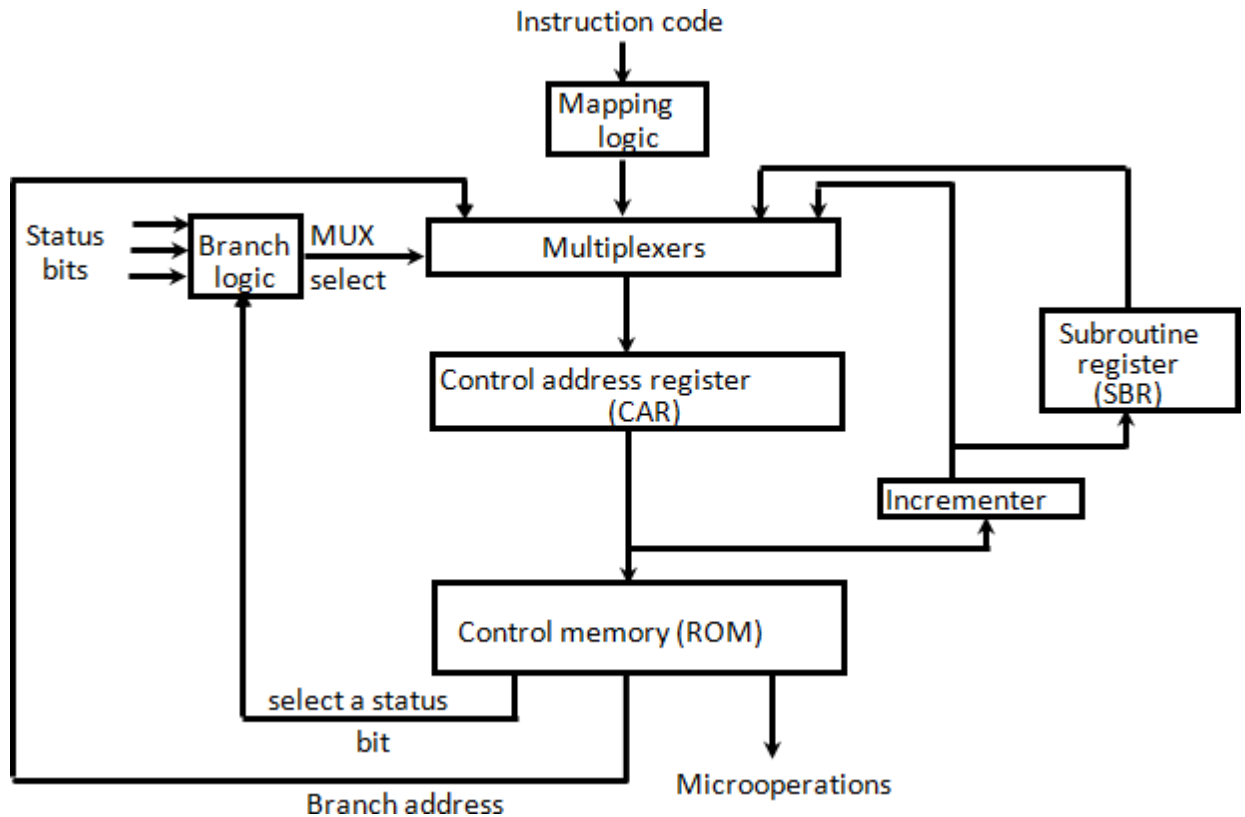 Instruction code
Mapping
logic
Status
bits
Branch
logic
MUX
select
Multiplexers
Subroutine
register
(SBR)
Control address register
(CAR)
Incrementer
Control memory (ROM)
select a status
bit
Microoperations
Branch address